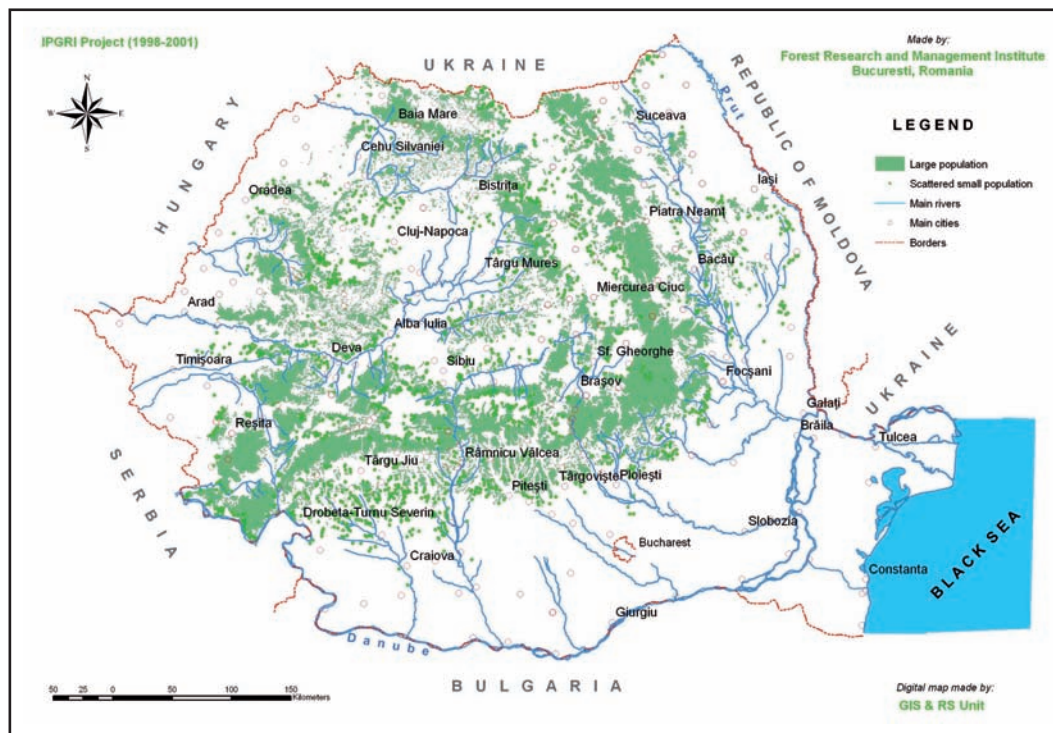 IPGRI Project (1998-2001)
Made by:
Forest Research and Management Institute
Bucuresti, Romania
N
W
E
S
UKRAINE
REPUBLIC OF MOLDOVA
HUNGARY
Prut
LEGEND
Large population
Scattered small population
Main rivers
Main cities
Borders
Baia Mare
Suceava
Cehu Silvaniei
Oradea
Bistrița
Iași
Piatra Neamț
Cluj-Napoca
Bacău
Târgu Mures
Miercurea Ciuc
Arad
Alba Iulia
Timișoara
Deva
Sibiu
Sf. Gheorghe
Brașov
Focșani
UKRAINE
Galați
Reșița
Brăila
Tulcea
Târgu Jiu
Râmnicu Vâlcea
SERBIA
Târgoviște
Ploiești
Pitești
Drobeta-Turnu Severin
Slobozia
Bucharest
Craiova
Constanta
BLACK SEA
Giurgiu
Danube
BULGARIA
50 25 0 50 100 150
Kilometers
Digital map made by:
GIS & RS Unit